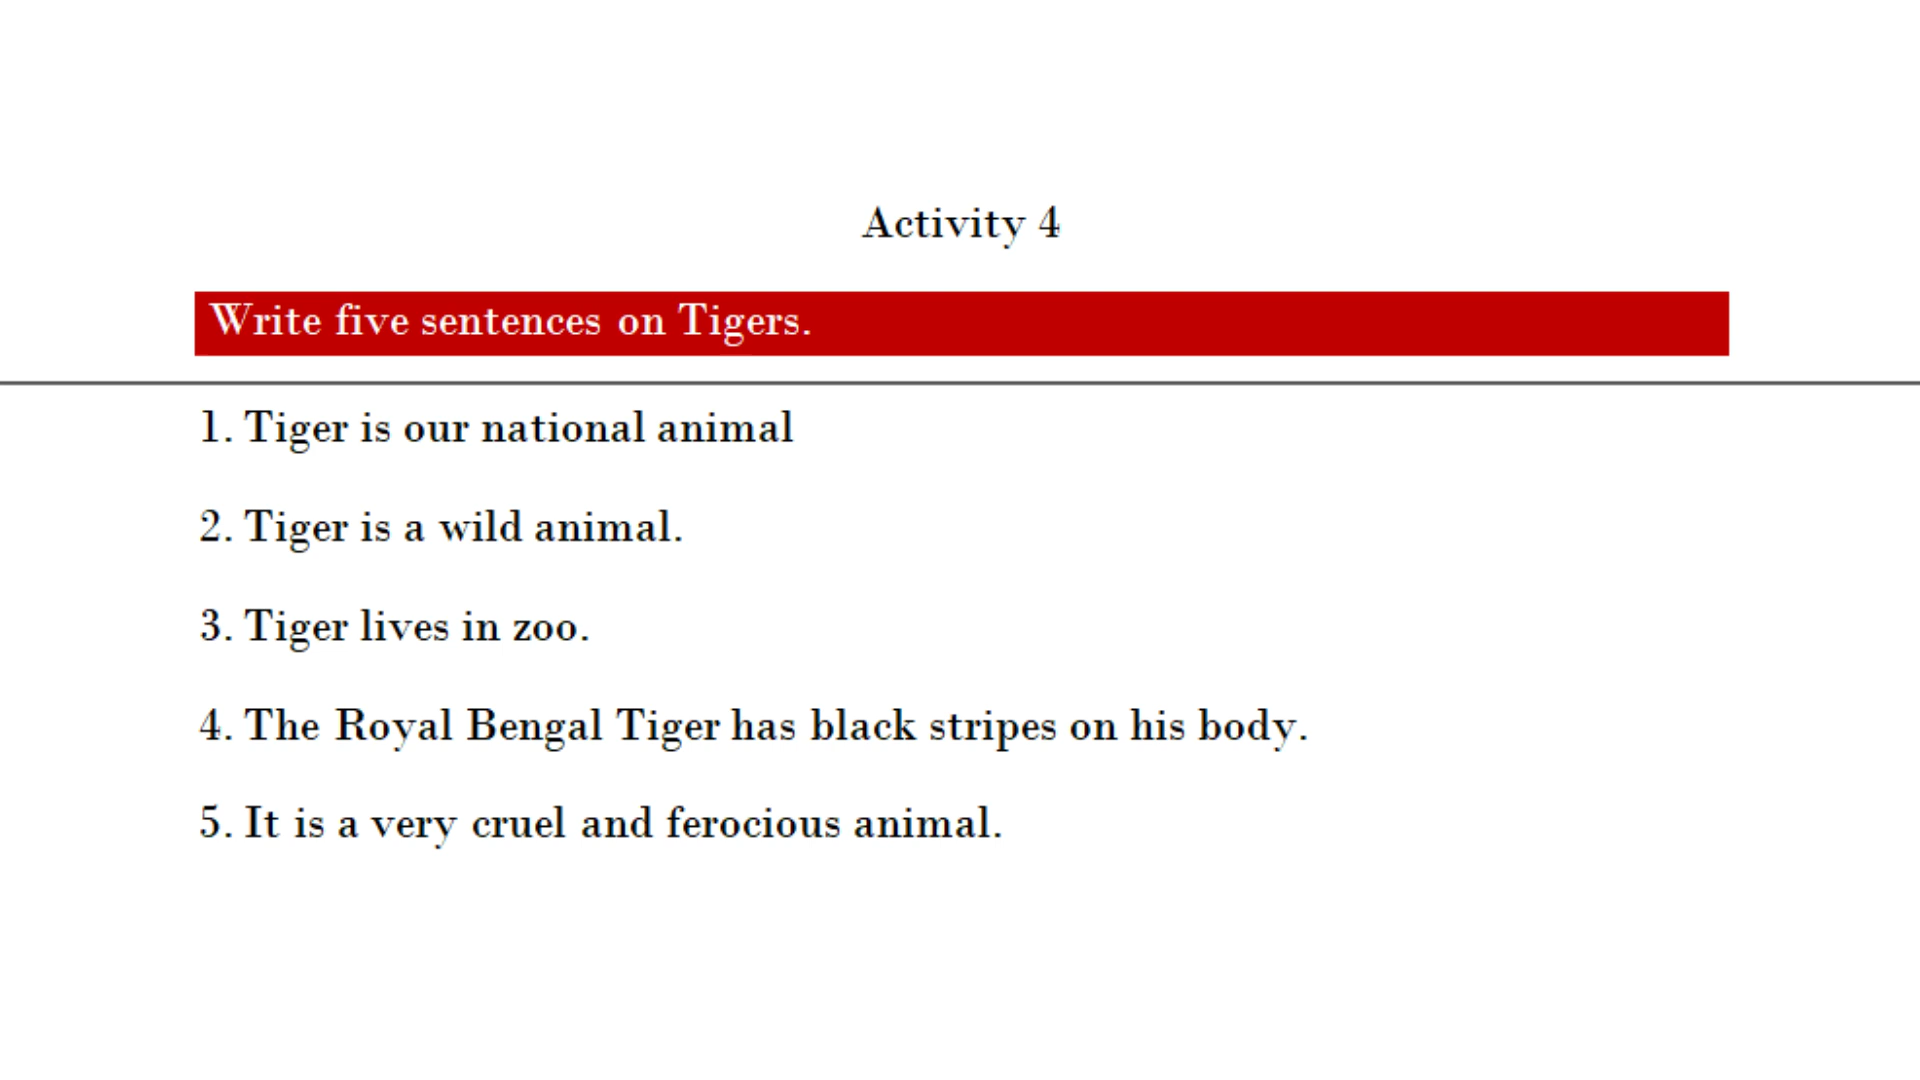 Activity 4
Write five sentences on Tigers.
1. Tiger is our national animal
2. Tiger is a wild animal.
3. Tiger lives in zoo.
4. The Royal Bengal Tiger has black stripes on his body.
5. It is a very cruel and ferocious animal.